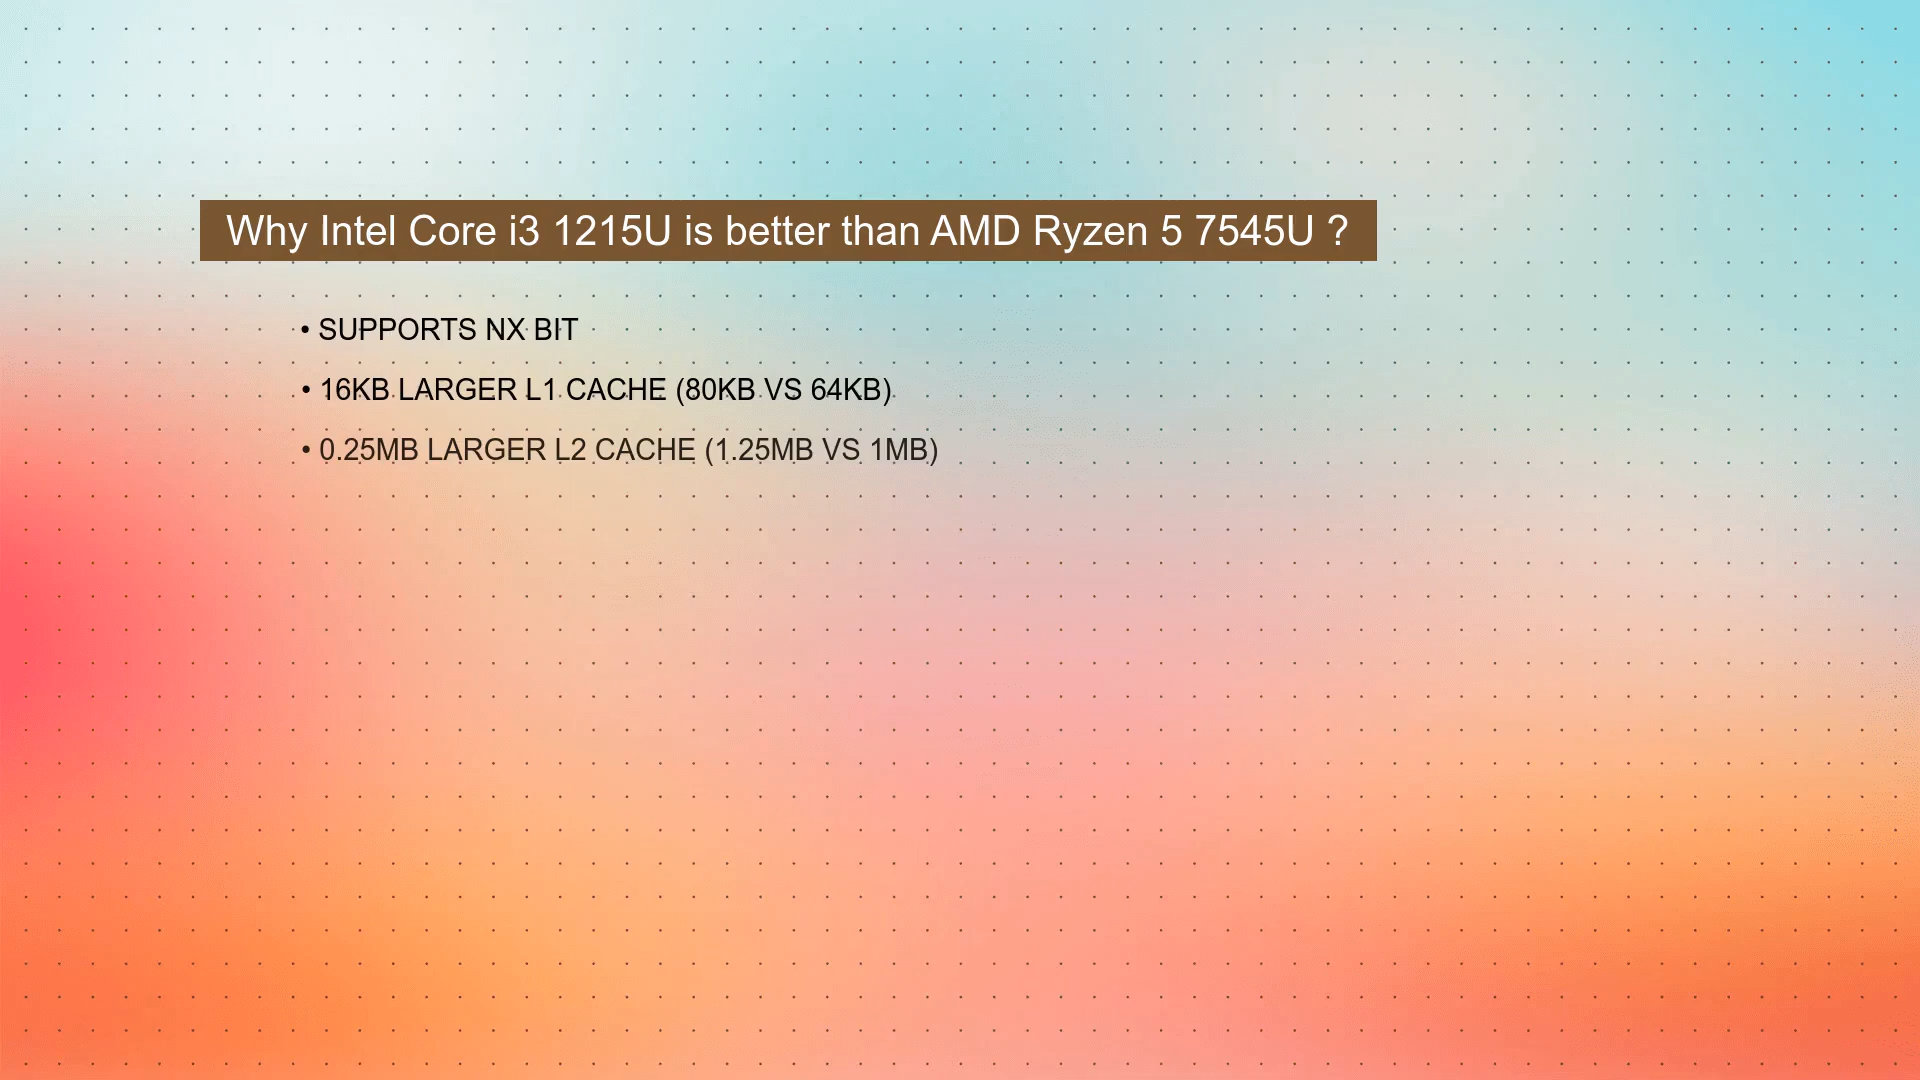 Why Intel Core i3 1215U is better than AMD Ryzen 5 7545U ?
• SUPPORTS NX BIT
• 16KB LARGER L1 CACHE (80KB VS 64KB)
• 0.25MB LARGER L2 CACHE (1.25MB VS 1MB)